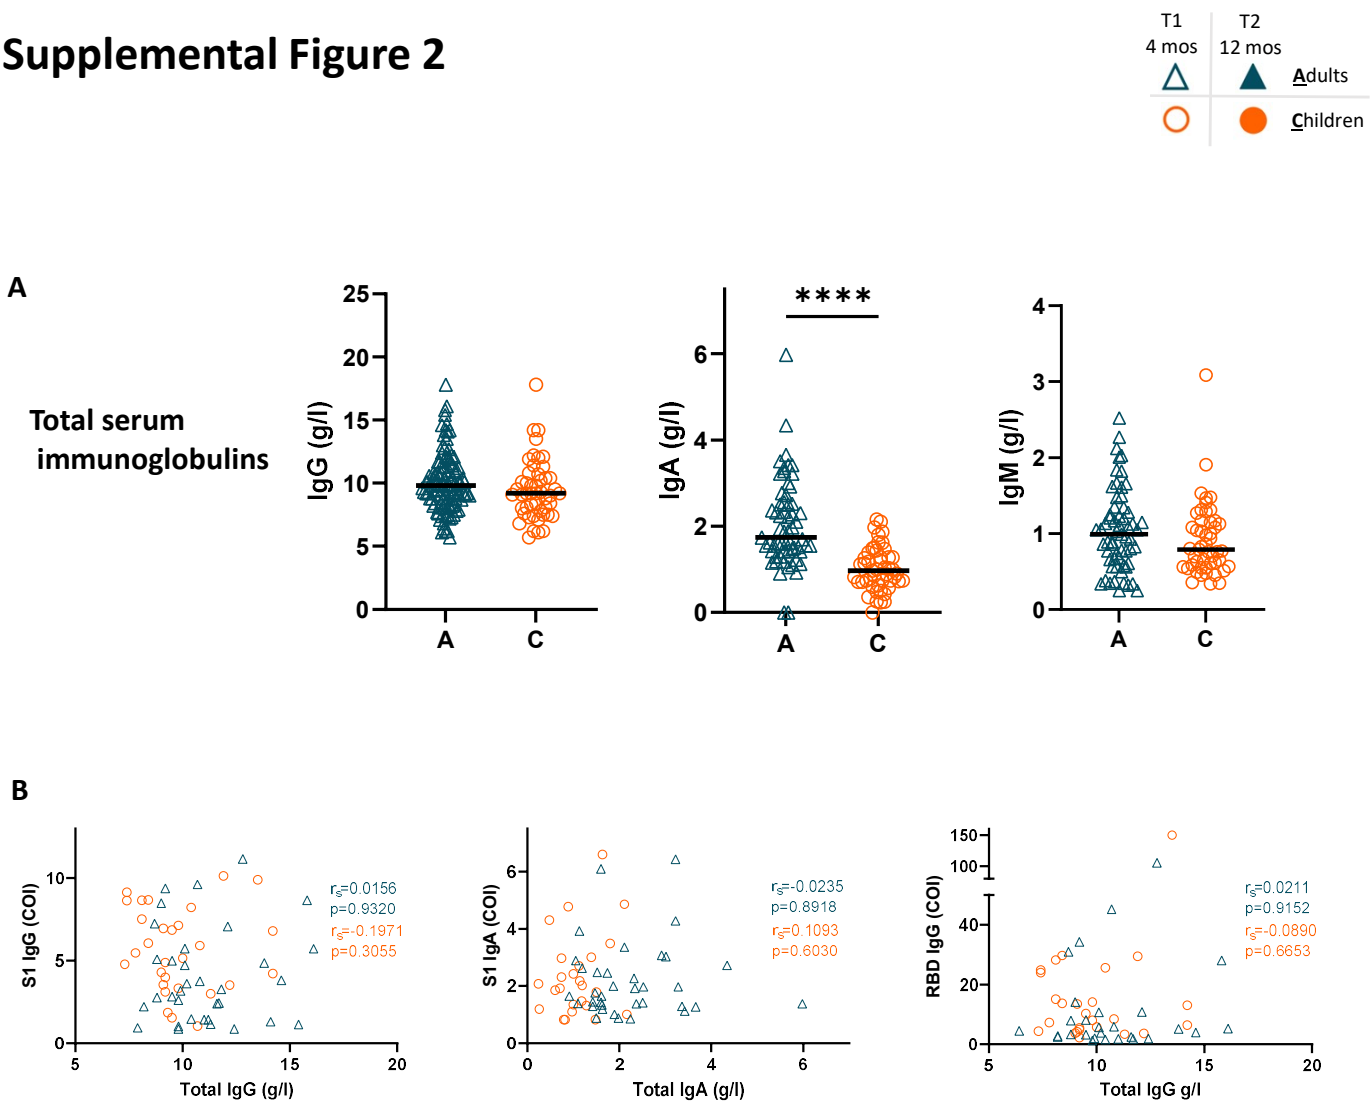 Supplemental Figure 2
T1 T2
4 mos 12 mos
Adults
Children
A
Total serum
immunoglobulins
IgG (g/l)
25
20
15
10
5
0
A C
IgA (g/l)
****
6
4
2
0
A C
IgM (g/l)
4
3
2
1
0
A C
B
S1 IgG (COI)
10
5
0
5 10 15 20
Total IgG (g/l)
rs=0.0156
p=0.9320
rs=-0.1971
p=0.3055
S1 IgA (COI)
6
4
2
0
0 2 4 6
Total IgA (g/l)
rs=-0.0235
p=0.8918
rs=0.1093
p=0.6030
RBD IgG (COI)
150
100
40
20
0
5 10 15 20
Total IgG g/l
rs=0.0211
p=0.9152
rs=-0.0890
p=0.6653